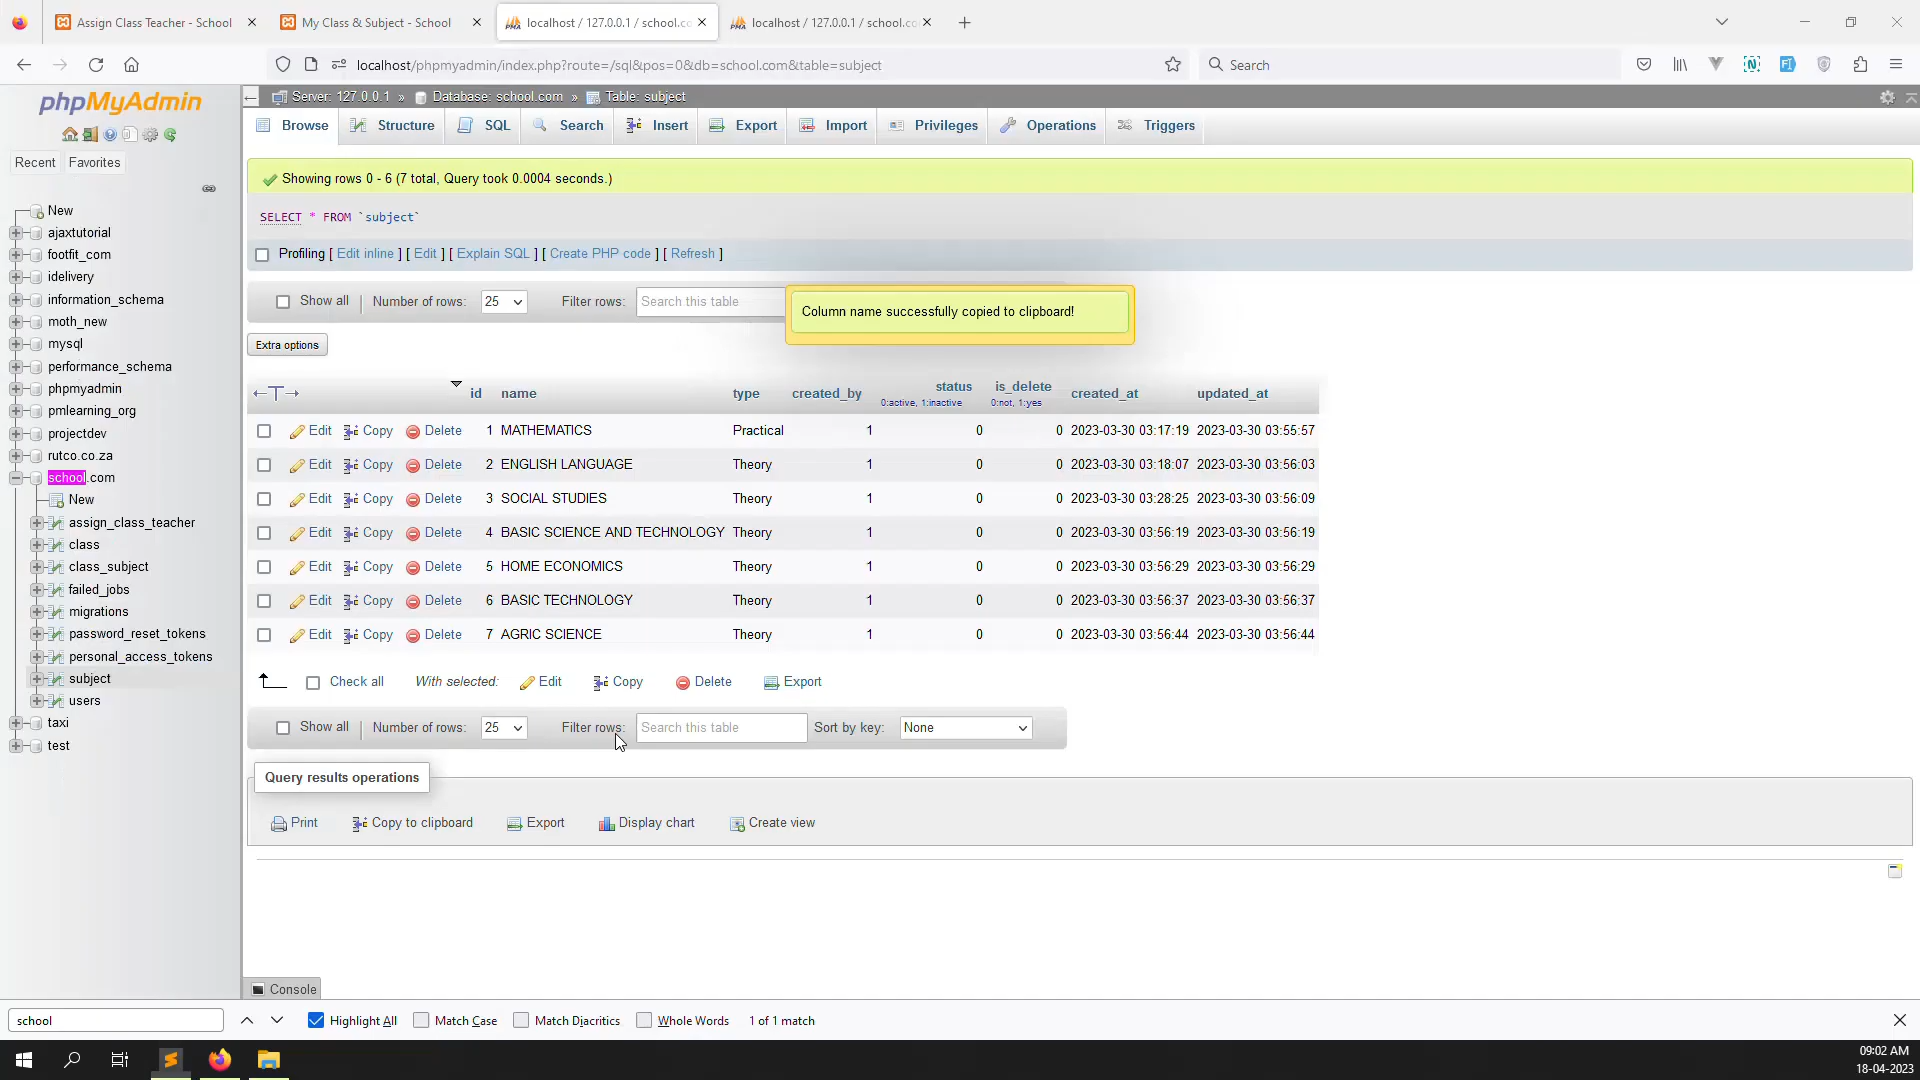 Assign Class Teacher - School
My Class & Subject - School
localhost / 127.0.0.1 / school.co
localhost / 127.0.0.1 / school.co
localhost/phpmyadmin/index.php?route=/sql&pos=0&db=school.com&table=subject
Search
phpMyAdmin
Recent
Favorites
New
ajaxtutorial
footfit_com
idelivery
information_schema
moth_new
mysql
performance_schema
phpmyadmin
pmlearning_org
projectdev
rutco.co.za
school.com
New
assign_class_teacher
class
class_subject
failed_jobs
migrations
password_reset_tokens
personal_access_tokens
subject
users
taxi
test
Server: 127.0.0.1 » Database: school.com » Table: subject
Browse Structure SQL Search Insert Export Import Privileges Operations Triggers
Showing rows 0 - 6 (7 total, Query took 0.0004 seconds.)
SELECT * FROM `subject`
Profiling [ Edit inline ] [ Edit ] [ Explain SQL ] [ Create PHP code ] [ Refresh ]
Show all Number of rows: 25 Filter rows: Search this table
Column name successfully copied to clipboard!
Extra options
id name type created_by status is_delete created_at updated_at
0:active, 1:inactive 0:not, 1:yes
Edit Copy Delete 1 MATHEMATICS Practical 1 0 0 2023-03-30 03:17:19 2023-03-30 03:55:57
Edit Copy Delete 2 ENGLISH LANGUAGE Theory 1 0 0 2023-03-30 03:18:07 2023-03-30 03:56:03
Edit Copy Delete 3 SOCIAL STUDIES Theory 1 0 0 2023-03-30 03:28:25 2023-03-30 03:56:09
Edit Copy Delete 4 BASIC SCIENCE AND TECHNOLOGY Theory 1 0 0 2023-03-30 03:56:19 2023-03-30 03:56:19
Edit Copy Delete 5 HOME ECONOMICS Theory 1 0 0 2023-03-30 03:56:29 2023-03-30 03:56:29
Edit Copy Delete 6 BASIC TECHNOLOGY Theory 1 0 0 2023-03-30 03:56:37 2023-03-30 03:56:37
Edit Copy Delete 7 AGRIC SCIENCE Theory 1 0 0 2023-03-30 03:56:44 2023-03-30 03:56:44
Check all With selected: Edit Copy Delete Export
Show all Number of rows: 25 Filter rows: Search this table Sort by key: None
Query results operations
Print Copy to clipboard Export Display chart Create view
Console
school
Highlight All Match Case Match Diacritics Whole Words 1 of 1 match
09:02 AM
18-04-2023